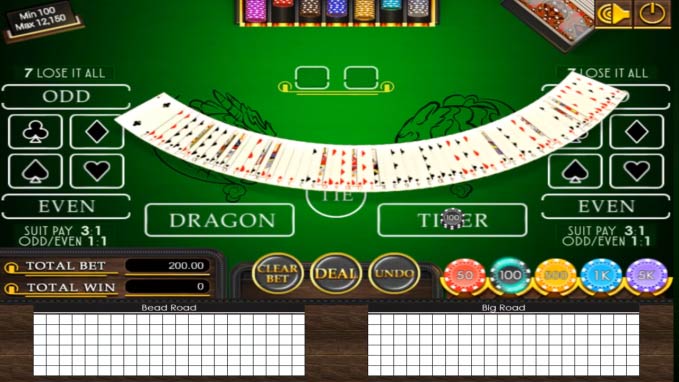 Min 100
Max 12,150
7 LOSE IT ALL
7 LOSE IT ALL
ODD
EVEN
EVEN
TIE
DRAGON
100
SUIT PAY 3:1
ODD/EVEN 1:1
SUIT PAY 3:1
ODD/EVEN 1:1
TOTAL BET 200.00
TOTAL WIN 0
CLEAR BET
DEAL
UNDO
50
100
500
1K
5K
Bead Road
Big Road